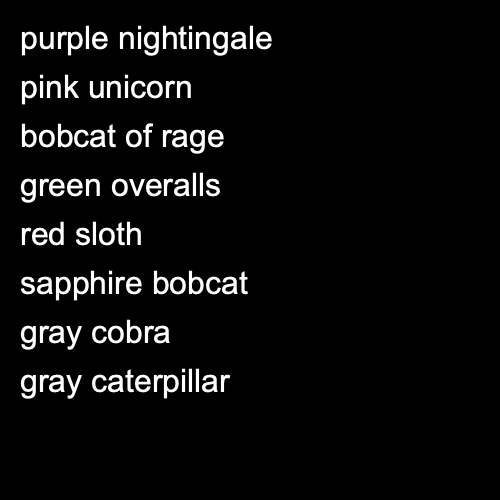 purple nightingale
pink unicorn
bobcat of rage
green overalls
red sloth
sapphire bobcat
gray cobra
gray caterpillar